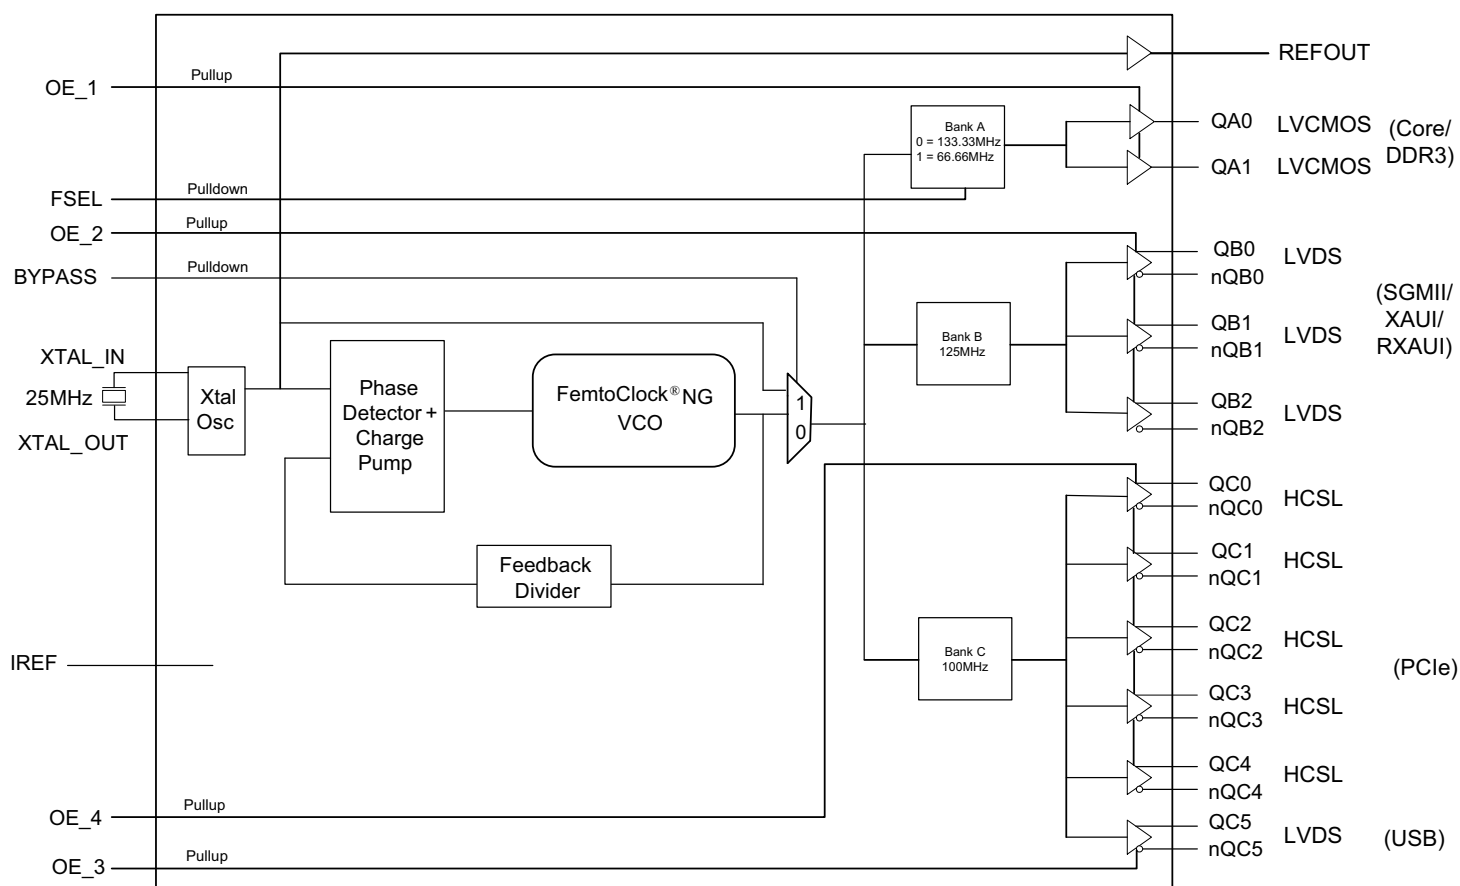 REFOUT
OE_1
Pullup
Bank A
0 = 133.33MHz
1 = 66.66MHz
QA0
LVCMOS
QA1
LVCMOS
(Core/
DDR3)
FSEL
Pulldown
OE_2
Pullup
BYPASS
Pulldown
QB0
nQB0
LVDS
QB1
nQB1
LVDS
QB2
nQB2
LVDS
(SGMII/
XAUI/
RXAUI)
Bank B
125MHz
XTAL_IN
25MHz
XTAL_OUT
Xtal
Osc
Phase
Detector +
Charge
Pump
FemtoClock® NG
VCO
1
0
Feedback
Divider
IREF
Bank C
100MHz
QC0
nQC0
HCSL
QC1
nQC1
HCSL
QC2
nQC2
HCSL
QC3
nQC3
HCSL
QC4
nQC4
HCSL
(PCIe)
QC5
nQC5
LVDS
(USB)
OE_4
Pullup
OE_3
Pullup